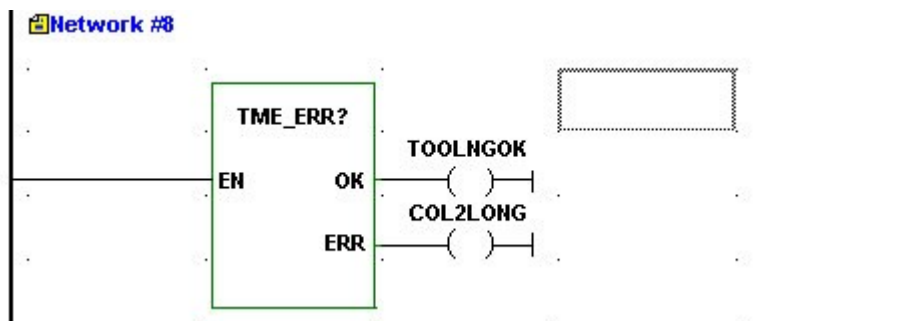 Network #8
TME_ERR?
TOOLNGOK
EN OK
COL2LONG
ERR